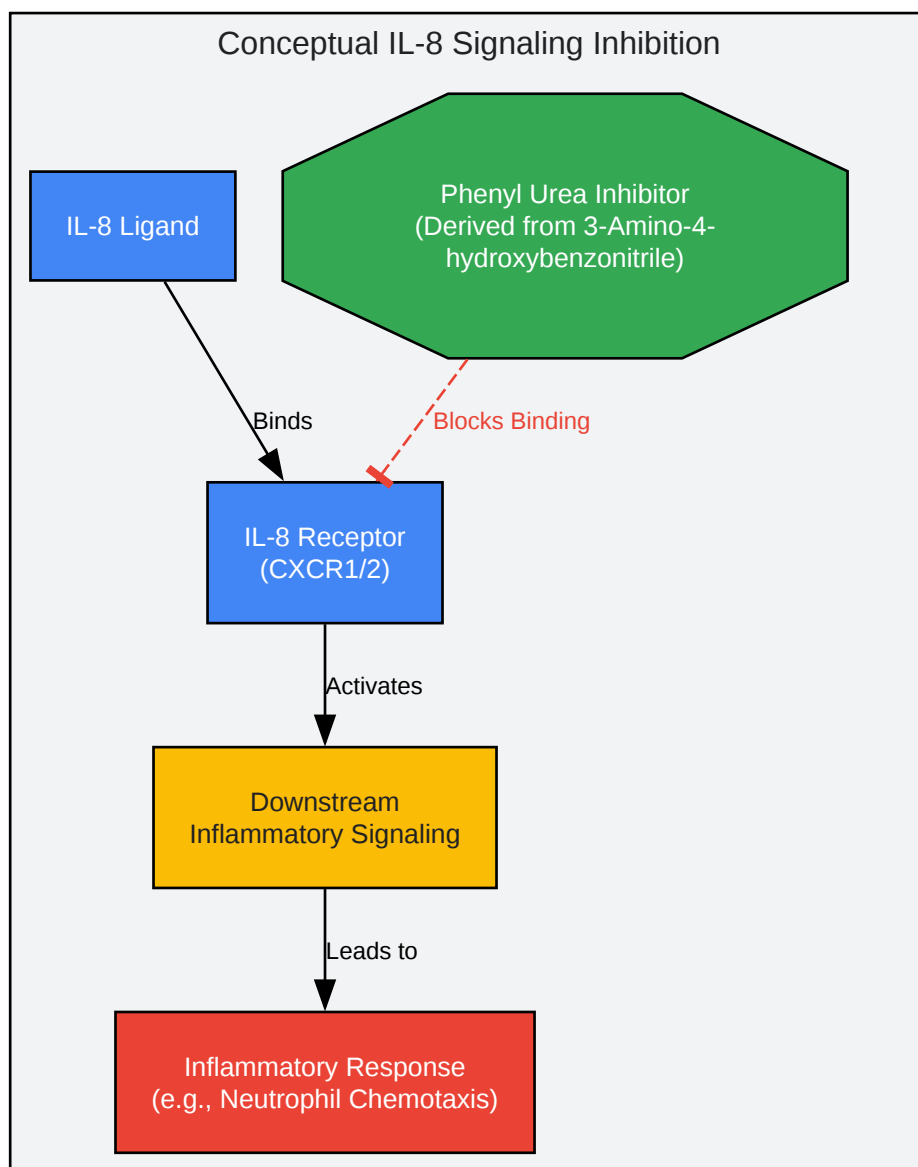 Conceptual IL-8 Signaling Inhibition
IL-8 Ligand
Phenyl Urea Inhibitor
(Derived from 3-Amino-4-
hydroxybenzonitrile)
Binds
Blocks Binding
IL-8 Receptor
(CXCR1/2)
Activates
Downstream
Inflammatory Signaling
Leads to
Inflammatory Response
(e.g., Neutrophil Chemotaxis)